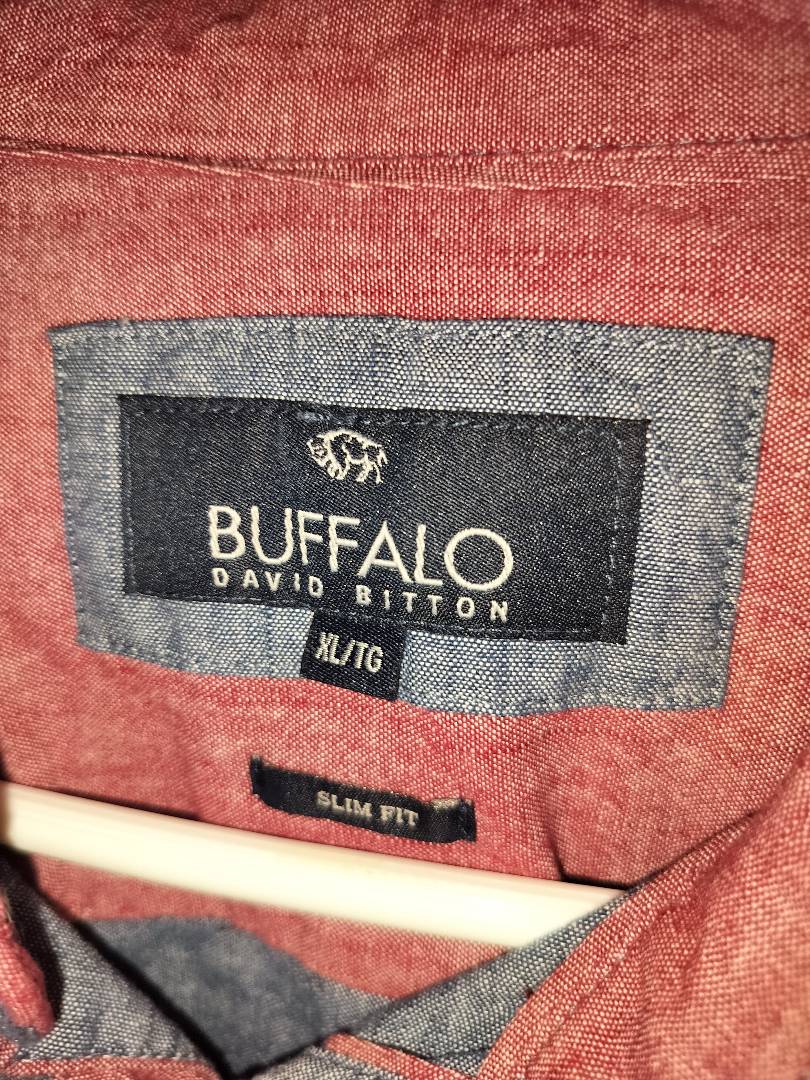 BUFFALO
DAVID BITTON
XL/TG
SLIM FIT